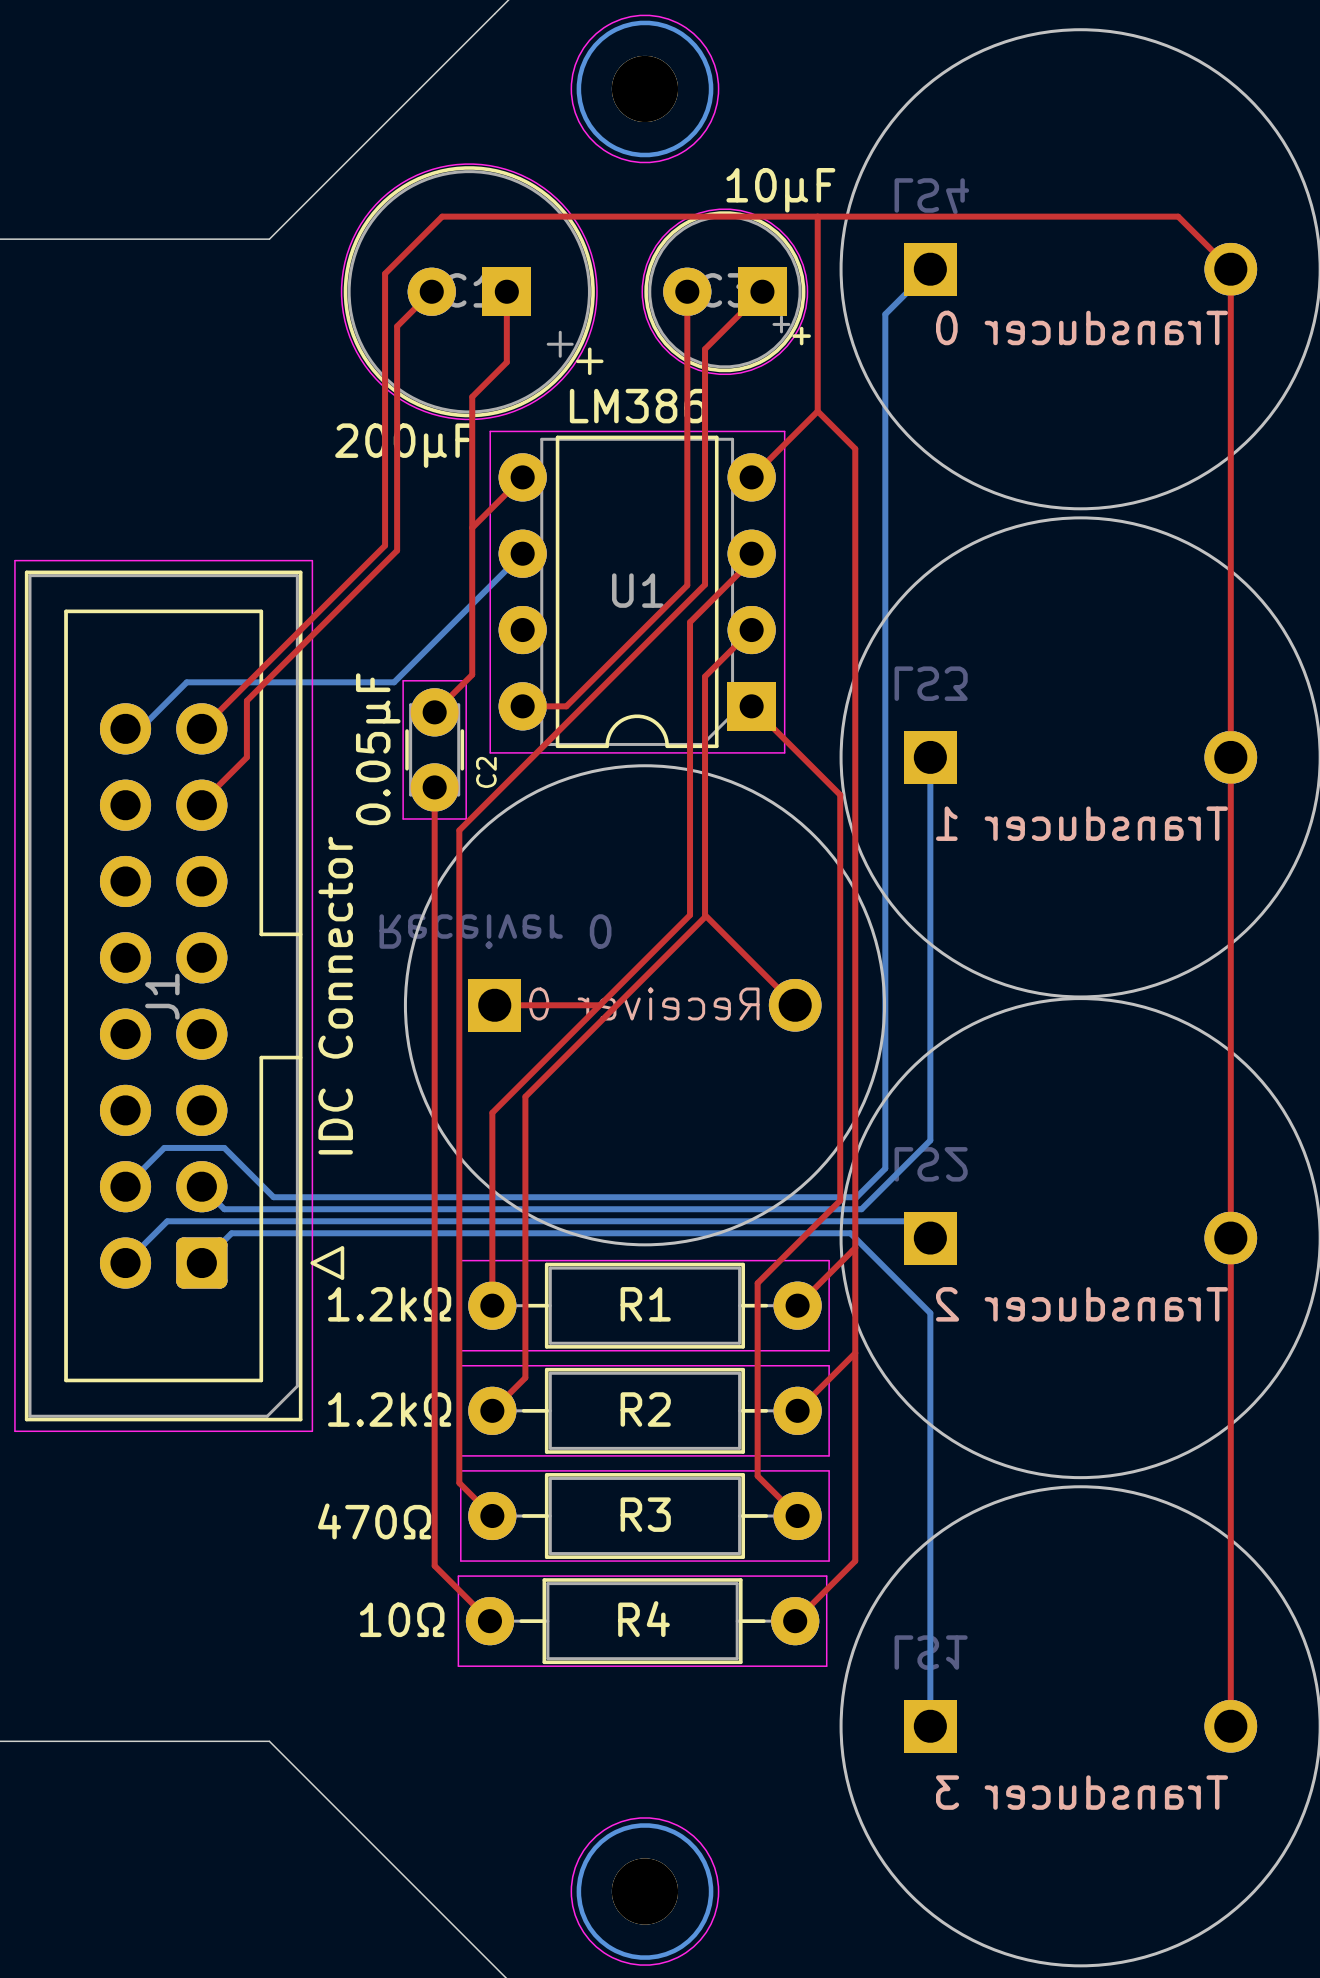 10µF
LS4
C1
C3
+
+
+
+
Transducer 0
LM386
200µF
U1
LS3
0.05µF
C2
Transducer 1
IDC Connector
Receiver 0
J1
Receiver 0
LS2
1.2kΩ
R1
Transducer 2
1.2kΩ
R2
470Ω
R3
10Ω
R4
LS1
Transducer 3